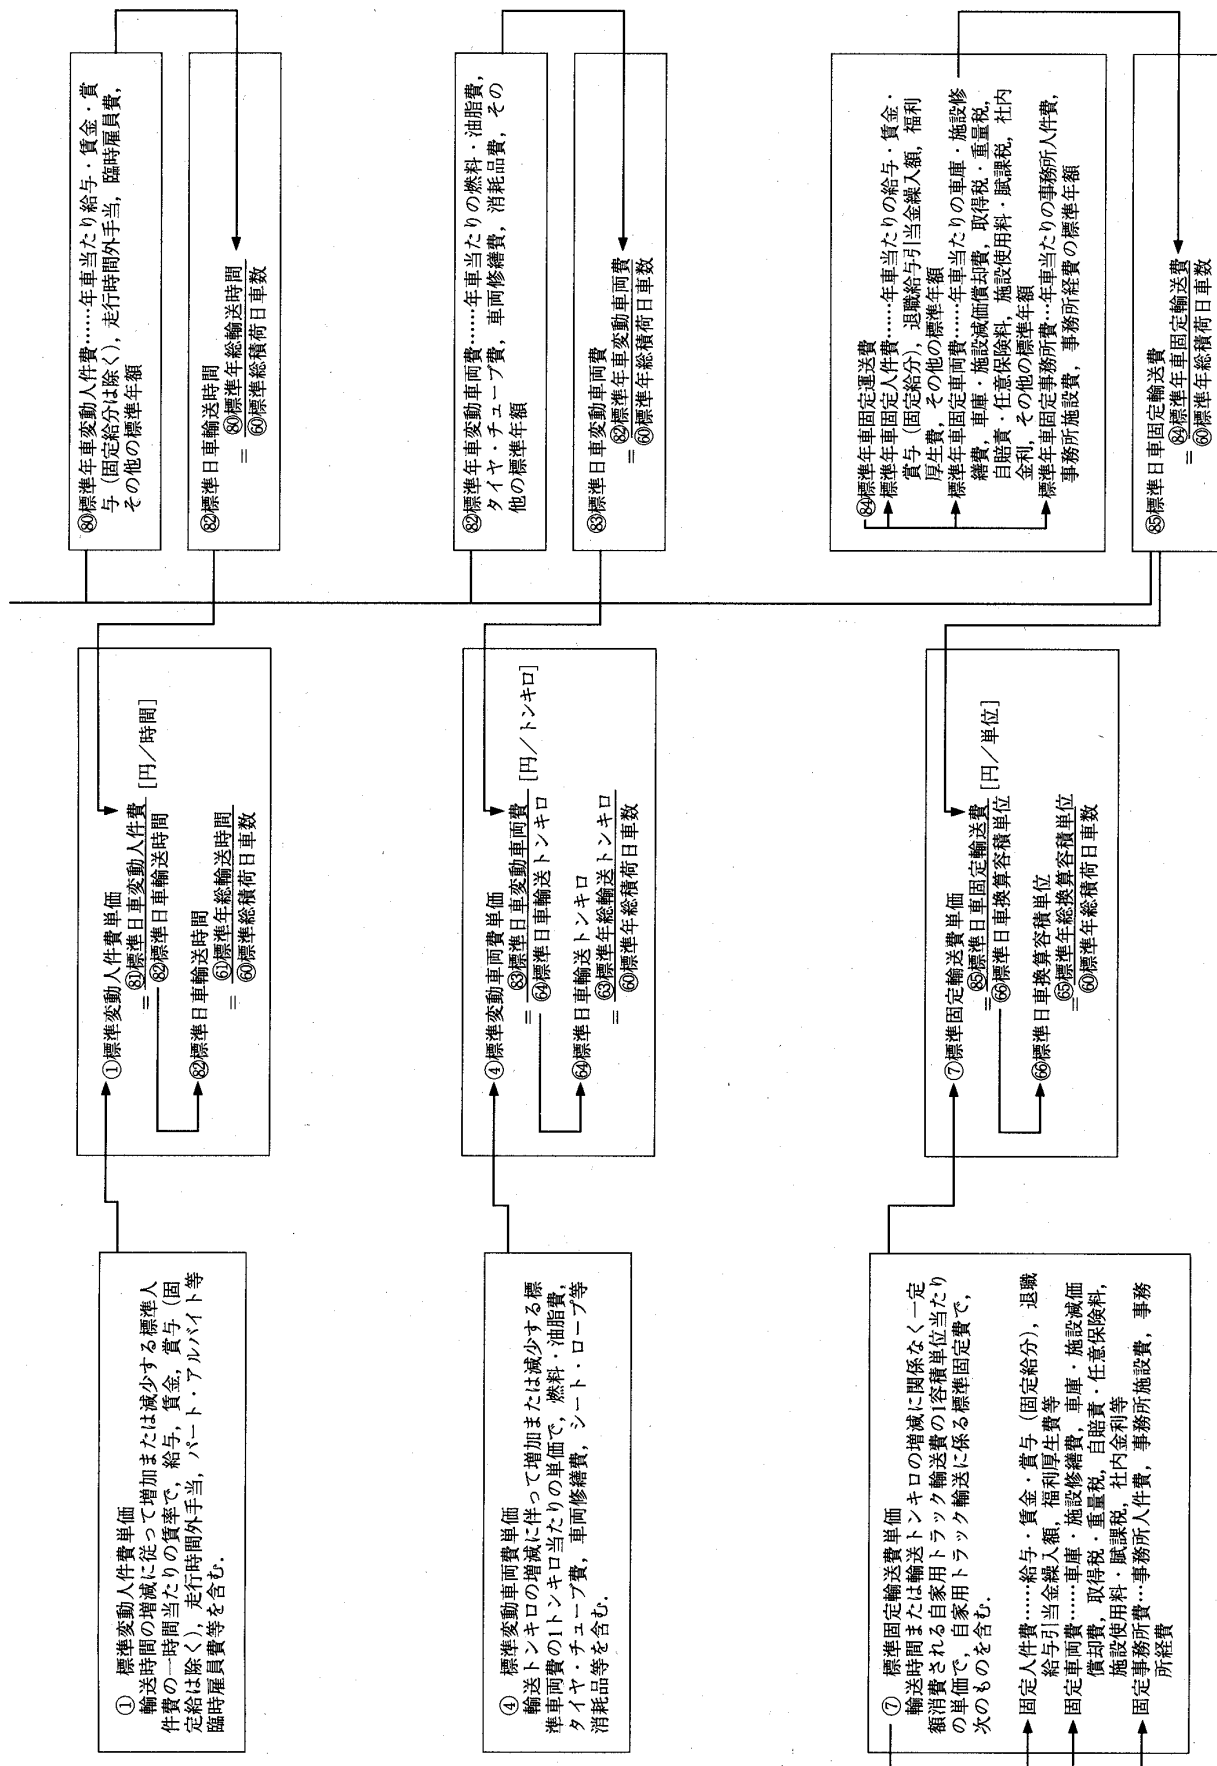 ① 標準変動人件費単価
輸送時間の増減に従って増加または減少する標準人
件費の一時間当たりの賃率で，給与，賃金，賞与（固
定給は除く），走行時間外手当，パート・アルバイト等
臨時雇員費等を含む．
①標準変動人件費単価
＝ ㉛標準日車変動人件費 [円／時間]
82標準日車輸送時間
82標準日車輸送時間
＝ 61標準年総輸送時間
60標準総積荷日車数
80標準年車変動人件費……年車当たり給与・賃金・賞
与（固定給分は除く），走行時間外手当，臨時雇員費，
その他の標準年額
82標準日車輸送時間
＝ 80標準年総輸送時間
60標準総積荷日車数
④ 標準変動車両費単価
輸送トンキロの増減に伴って増加または減少する標
準車両費の1トンキロ当たりの単価で，燃料・油脂費，
タイヤ・チューブ費，車両修繕費，シート・ロープ等
消耗品等を含む．
④標準変動車両費単価
＝ 83標準日車変動車両費 [円／トンキロ]
64標準日車輸送トンキロ
64標準日車輸送トンキロ
＝ 63標準年総輸送トンキロ
60標準年総積荷日車数
82標準年車変動車両費……年車当たりの燃料・油脂費，
タイヤ・チューブ費，車両修繕費，消耗品費，その
他の標準年額
83標準日車変動車両費
＝ 82標準年車変動車両費
60標準年総積荷日車数
⑦ 標準固定輸送費単価
輸送時間または輸送トンキロの増減に関係なく一定
額消費される自家用トラック輸送費の1容積単位当たり
の単価で，自家用トラック輸送に係る標準固定費で，
次のものを含む．
固定人件費……給与・賃金・賞与（固定給分），退職
給与引当金繰入額，福利厚生費等
固定車両費……車庫・施設修繕費，車庫・施設減価
償却費，取得税・重量税，自賠責・任意保険料，
施設使用料・賦課税，社内金利等
固定事務所費…事務所人件費，事務所施設費，事務
所経費
⑦標準固定輸送費単価
＝ 85標準日車固定輸送費 [円／単位]
66標準日車換算容積単位
66標準日車換算容積単位
＝ 65標準年総換算容積単位
60標準年総積荷日車数
84標準年車固定運送費
標準年車固定人件費……年車当たりの給与・賃金・
賞与（固定給分），退職給与引当金繰入額，福利
厚生費，その他の標準年額
標準年車固定車両費……年車当たりの車庫・施設修
繕費，車庫・施設減価償却費，取得税・重量税，
自賠責・任意保険料，施設使用料・賦課税，社内
金利，その他の標準年額
標準年車固定事務所費…年車当たりの事務所人件費，
事務所施設費，事務所経費の標準年額
85標準日車固定輸送費
＝ 84標準年車固定輸送費
60標準年総積荷日車数